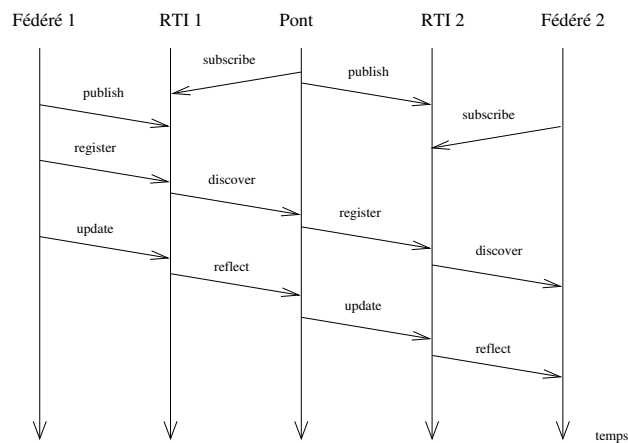 Fédéré 1 RTI 1 Pont RTI 2 Fédéré 2
subscribe
publish
publish
subscribe
register
discover
register
update
discover
reflect
update
reflect
temps